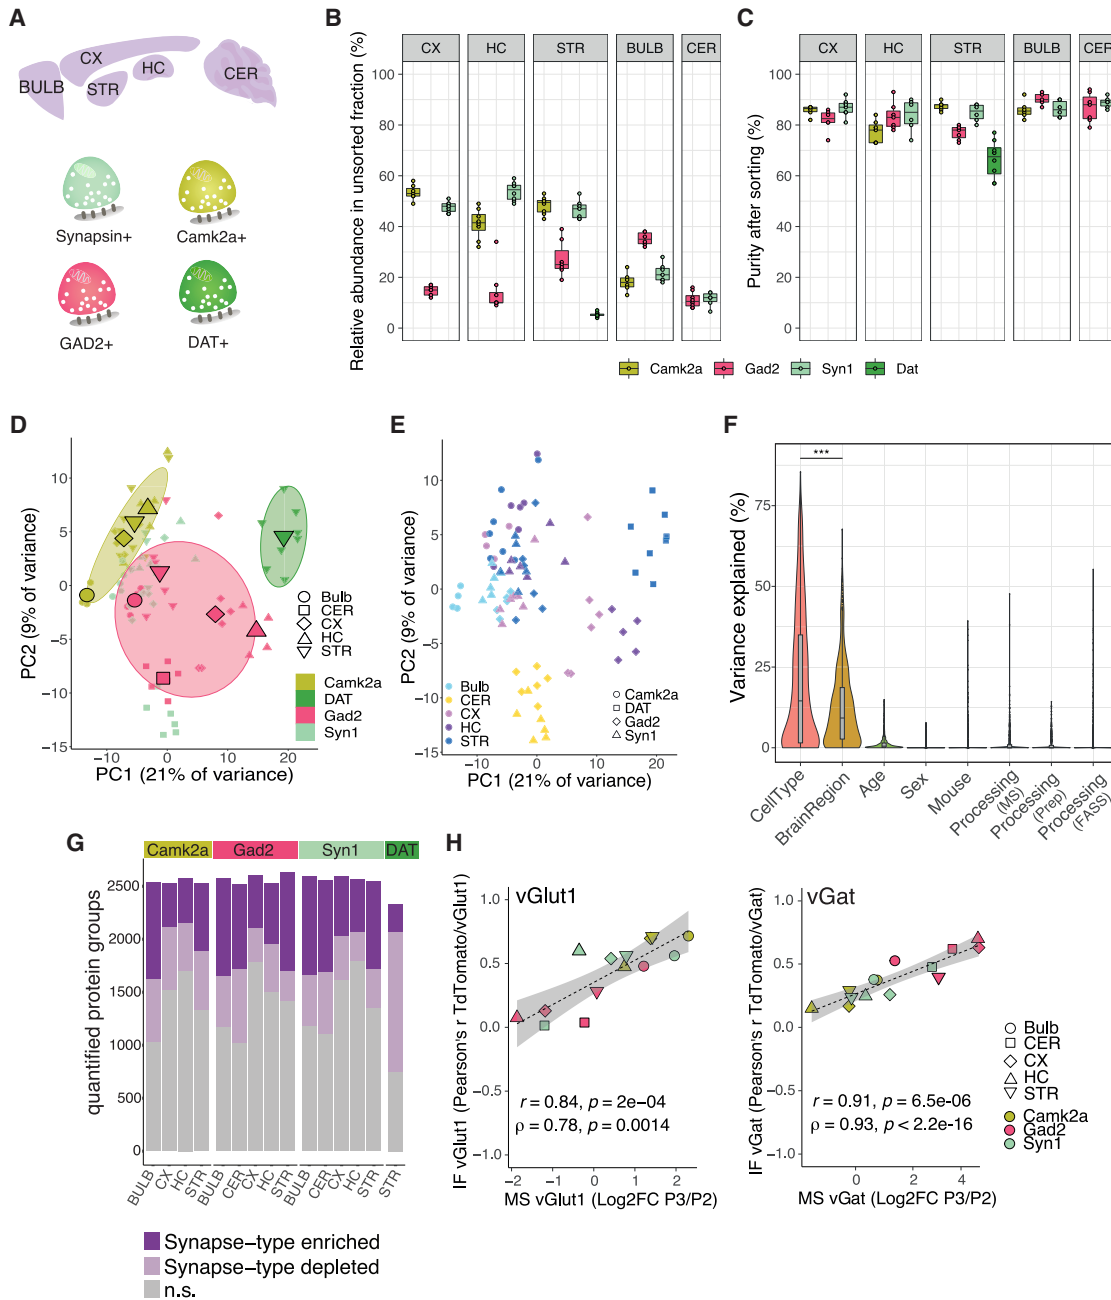 A
BULB
CX
STR
HC
CER
Synapsin+
Camk2a+
GAD2+
DAT+
B
Relative abundance in unsorted fraction (%)
CX
HC
STR
BULB
CER
100
80
60
40
20
0
C
Purity after sorting (%)
CX
HC
STR
BULB
CER
100
80
60
40
20
0
Camk2a
Gad2
Syn1
Dat
D
PC2 (9% of variance)
10
5
0
−5
−10
−15
−10
0
10
20
PC1 (21% of variance)
Bulb
CER
CX
HC
STR
Camk2a
DAT
Gad2
Syn1
E
PC2 (9% of variance)
10
5
0
−5
−10
−15
−10
0
10
20
PC1 (21% of variance)
Bulb
CER
CX
HC
STR
Camk2a
DAT
Gad2
Syn1
F
Variance explained (%)
75
50
25
0
***
CellType
BrainRegion
Age
Sex
Mouse
Processing
(MS)
Processing
(Prep)
Processing
(FASS)
G
quantified protein groups
Camk2a
Gad2
Syn1
DAT
2500
2000
1500
1000
500
0
BULB
CX
HC
STR
BULB
CER
CX
HC
STR
BULB
CER
CX
HC
STR
STR
Synapse−type enriched
Synapse−type depleted
n.s.
H
vGlut1
IF vGlut1 (Pearson's r TdTomato/vGlut1)
1.0
0.5
0.0
−0.5
−1.0
r = 0.84, p = 2e−04
ρ = 0.78, p = 0.0014
−2
−1
0
1
2
MS vGlut1 (Log2FC P3/P2)
vGat
IF vGat (Pearson's r TdTomato/vGat)
1.0
0.5
0.0
−0.5
−1.0
r = 0.91, p = 6.5e−06
ρ = 0.93, p < 2.2e−16
0
2
4
MS vGat (Log2FC P3/P2)
Bulb
CER
CX
HC
STR
Camk2a
Gad2
Syn1